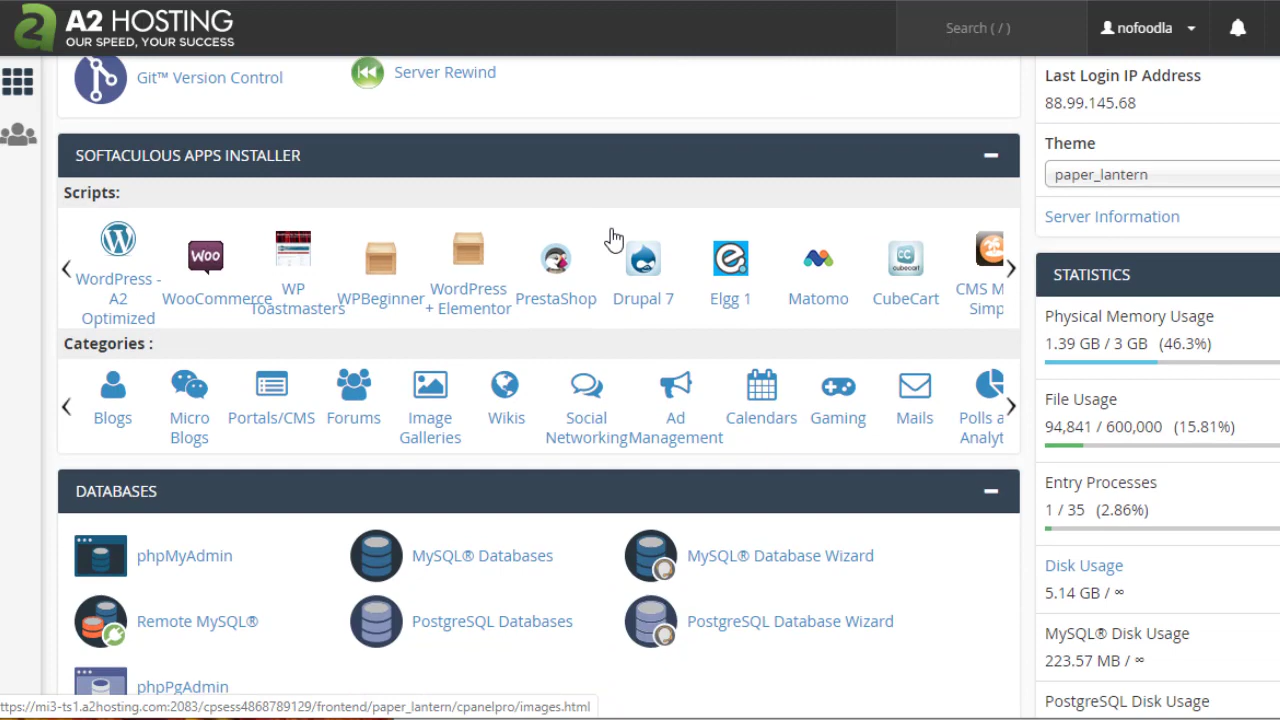 A2 HOSTING
OUR SPEED, YOUR SUCCESS
Search ( / )
nofoodla
Git™ Version Control
Server Rewind
SOFTACULOUS APPS INSTALLER
Scripts:
WordPress -
A2
Optimized
WooCommerce
WP
Toastmasters
WPBeginner
WordPress
+ Elementor
PrestaShop
Drupal 7
Elgg 1
Matomo
CubeCart
CMS M
Simp
Categories :
Blogs
Micro
Blogs
Portals/CMS
Forums
Image
Galleries
Wikis
Social
Networking
Ad
Management
Calendars
Gaming
Mails
Polls a
Analyt
DATABASES
phpMyAdmin
MySQL® Databases
MySQL® Database Wizard
Remote MySQL®
PostgreSQL Databases
PostgreSQL Database Wizard
phpPgAdmin
Last Login IP Address
88.99.145.68
Theme
paper_lantern
Server Information
STATISTICS
Physical Memory Usage
1.39 GB / 3 GB (46.3%)
File Usage
94,841 / 600,000 (15.81%)
Entry Processes
1 / 35 (2.86%)
Disk Usage
5.14 GB / ∞
MySQL® Disk Usage
223.57 MB / ∞
PostgreSQL Disk Usage
ttps://mi3-ts1.a2hosting.com:2083/cpsess4868789129/frontend/paper_lantern/cpanelpro/images.html